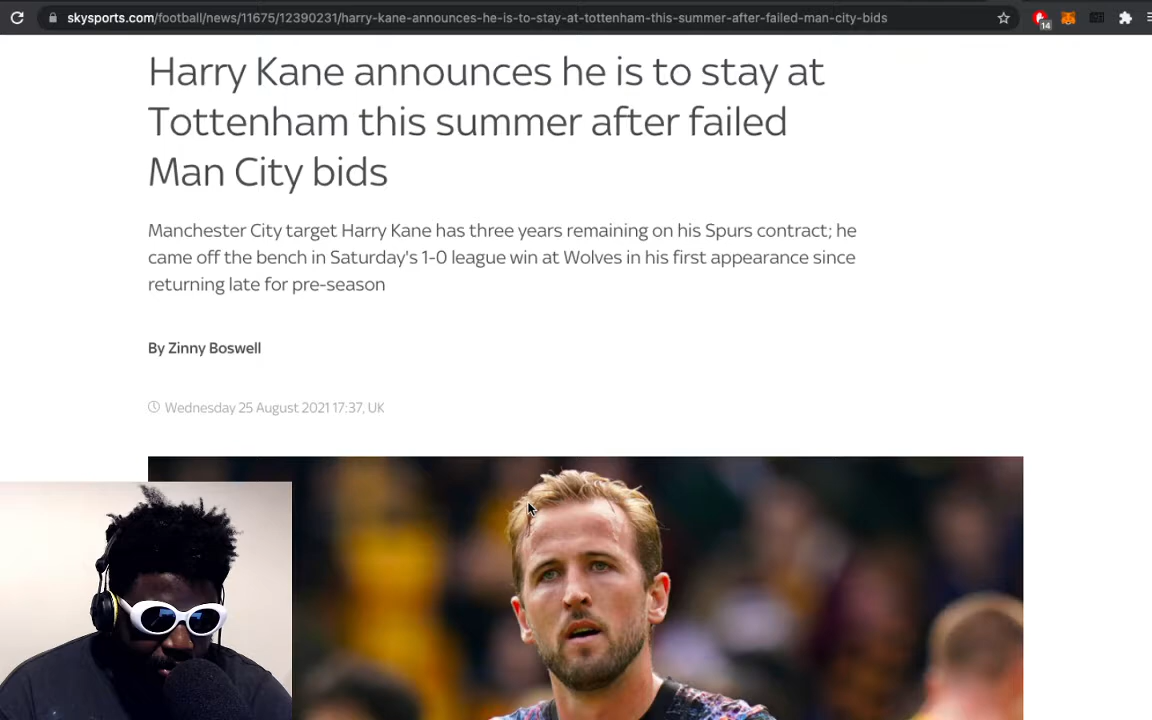 skysports.com/football/news/11675/12390231/harry-kane-announces-he-is-to-stay-at-tottenham-this-summer-after-failed-man-city-bids
14
Harry Kane announces he is to stay at
Tottenham this summer after failed
Man City bids
Manchester City target Harry Kane has three years remaining on his Spurs contract; he
came off the bench in Saturday's 1-0 league win at Wolves in his first appearance since
returning late for pre-season
By Zinny Boswell
Wednesday 25 August 2021 17:37, UK